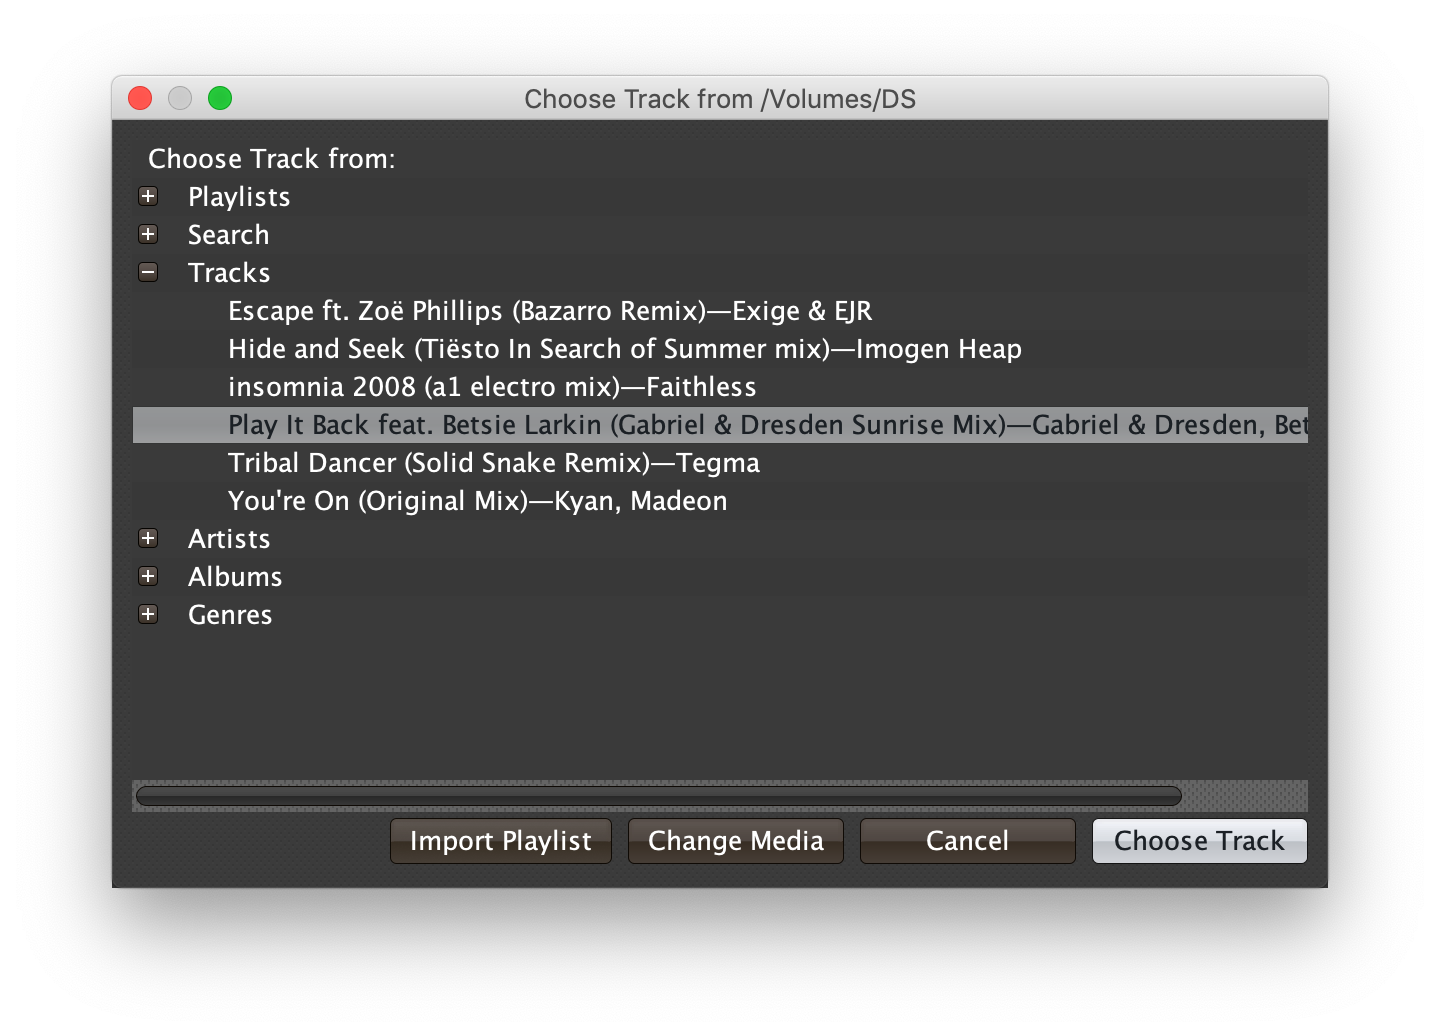 Choose Track from /Volumes/DS
Choose Track from:
Playlists
Search
Tracks
Escape ft. Zoë Phillips (Bazarro Remix)—Exige & EJR
Hide and Seek (Tiësto In Search of Summer mix)—Imogen Heap
insomnia 2008 (a1 electro mix)—Faithless
Play It Back feat. Betsie Larkin (Gabriel & Dresden Sunrise Mix)—Gabriel & Dresden, Bet
Tribal Dancer (Solid Snake Remix)—Tegma
You're On (Original Mix)—Kyan, Madeon
Artists
Albums
Genres
Import Playlist Change Media Cancel Choose Track